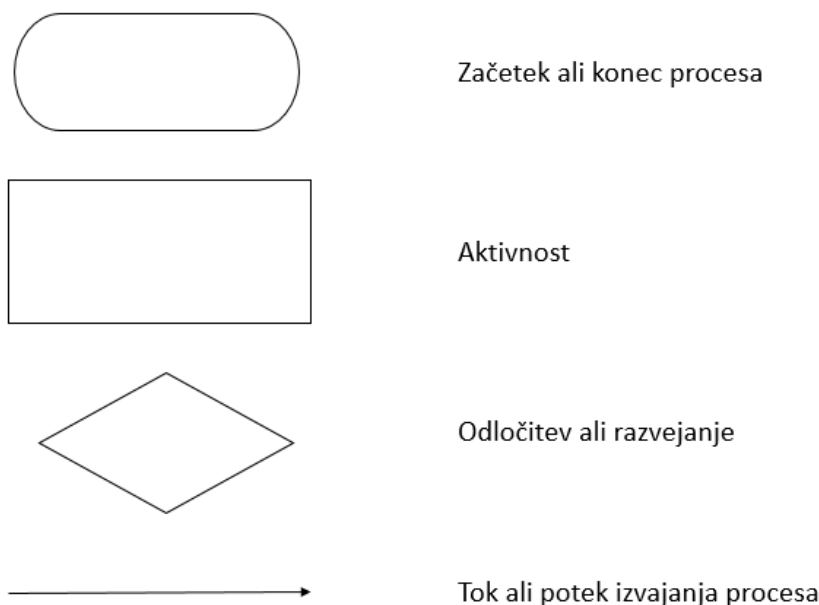 Začetek ali konec procesa
Aktivnost
Odločitev ali razvejanje
Tok ali potek izvajanja procesa